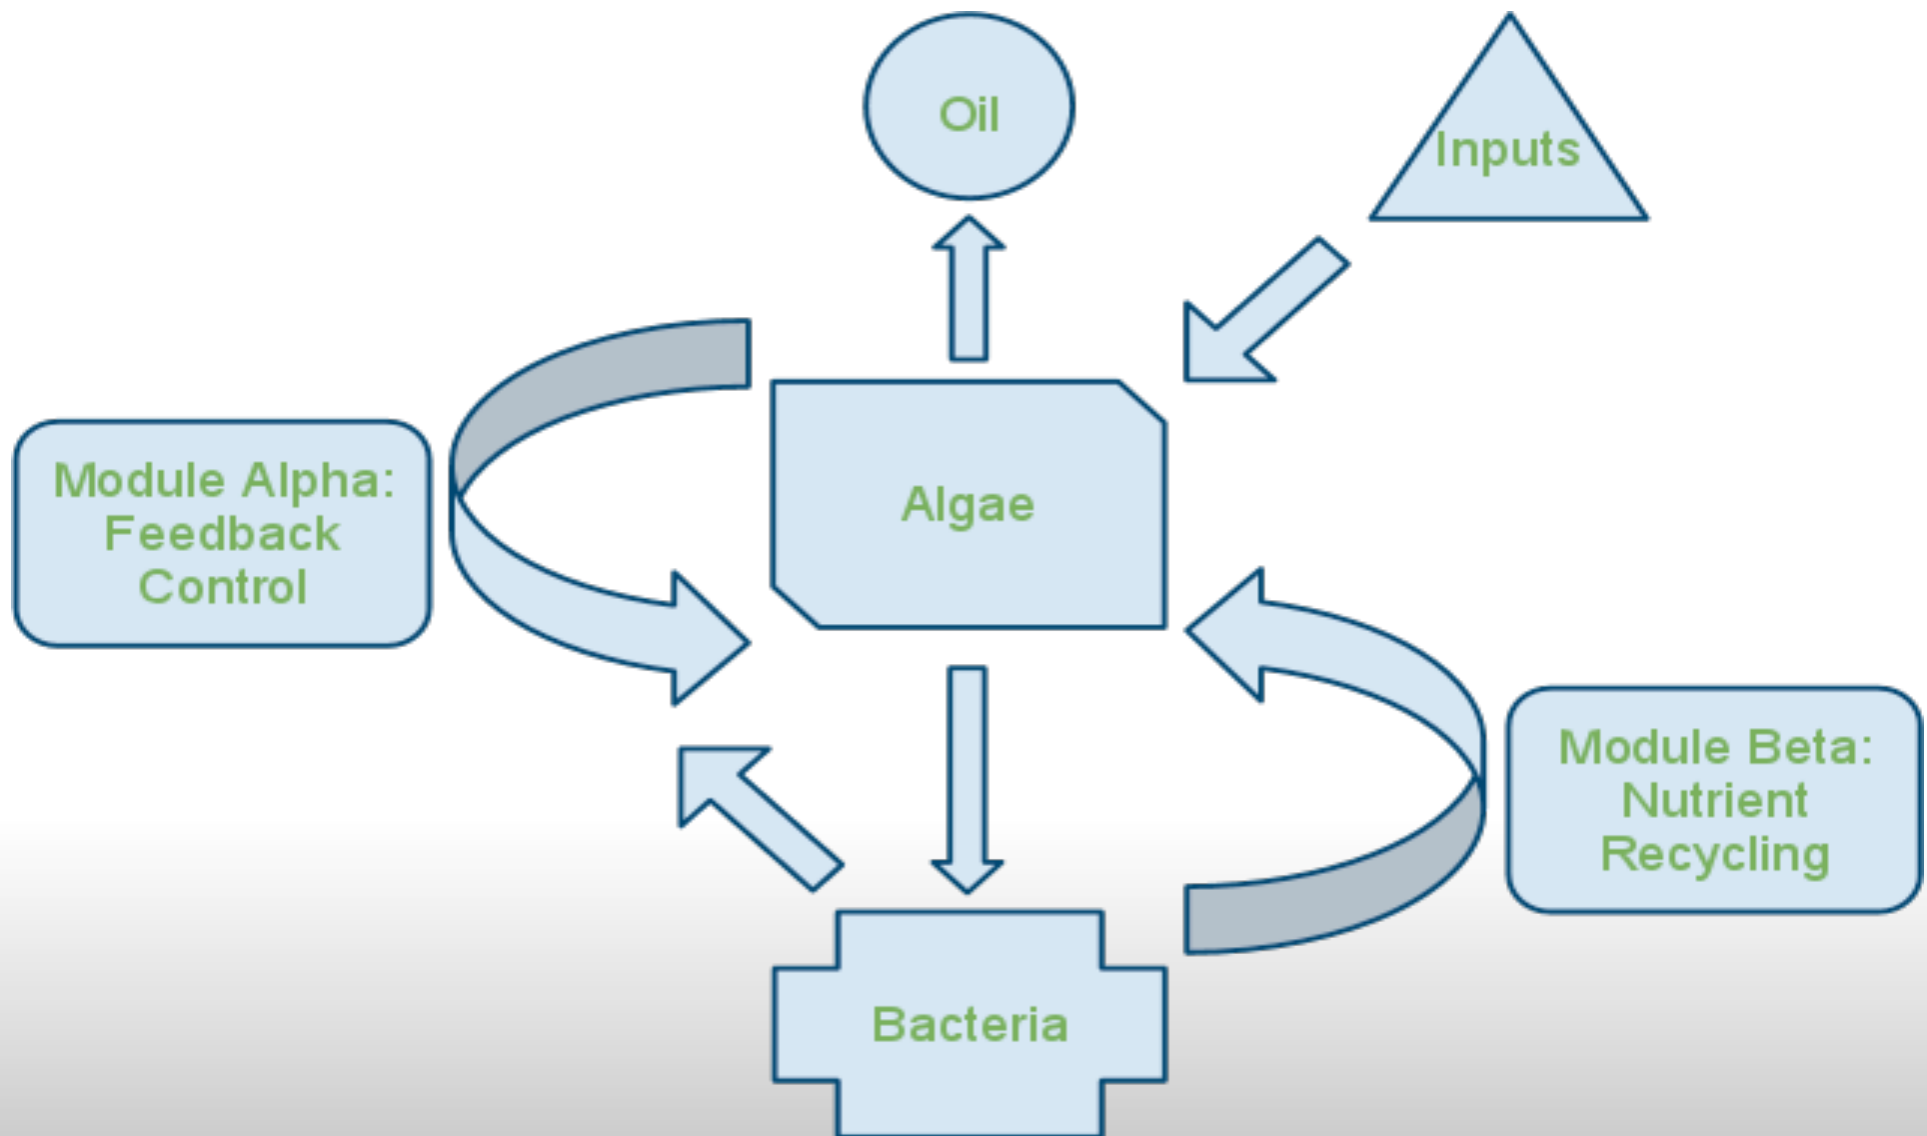 Oil
Inputs
Module Alpha:
Feedback
Control
Algae
Module Beta:
Nutrient
Recycling
Bacteria